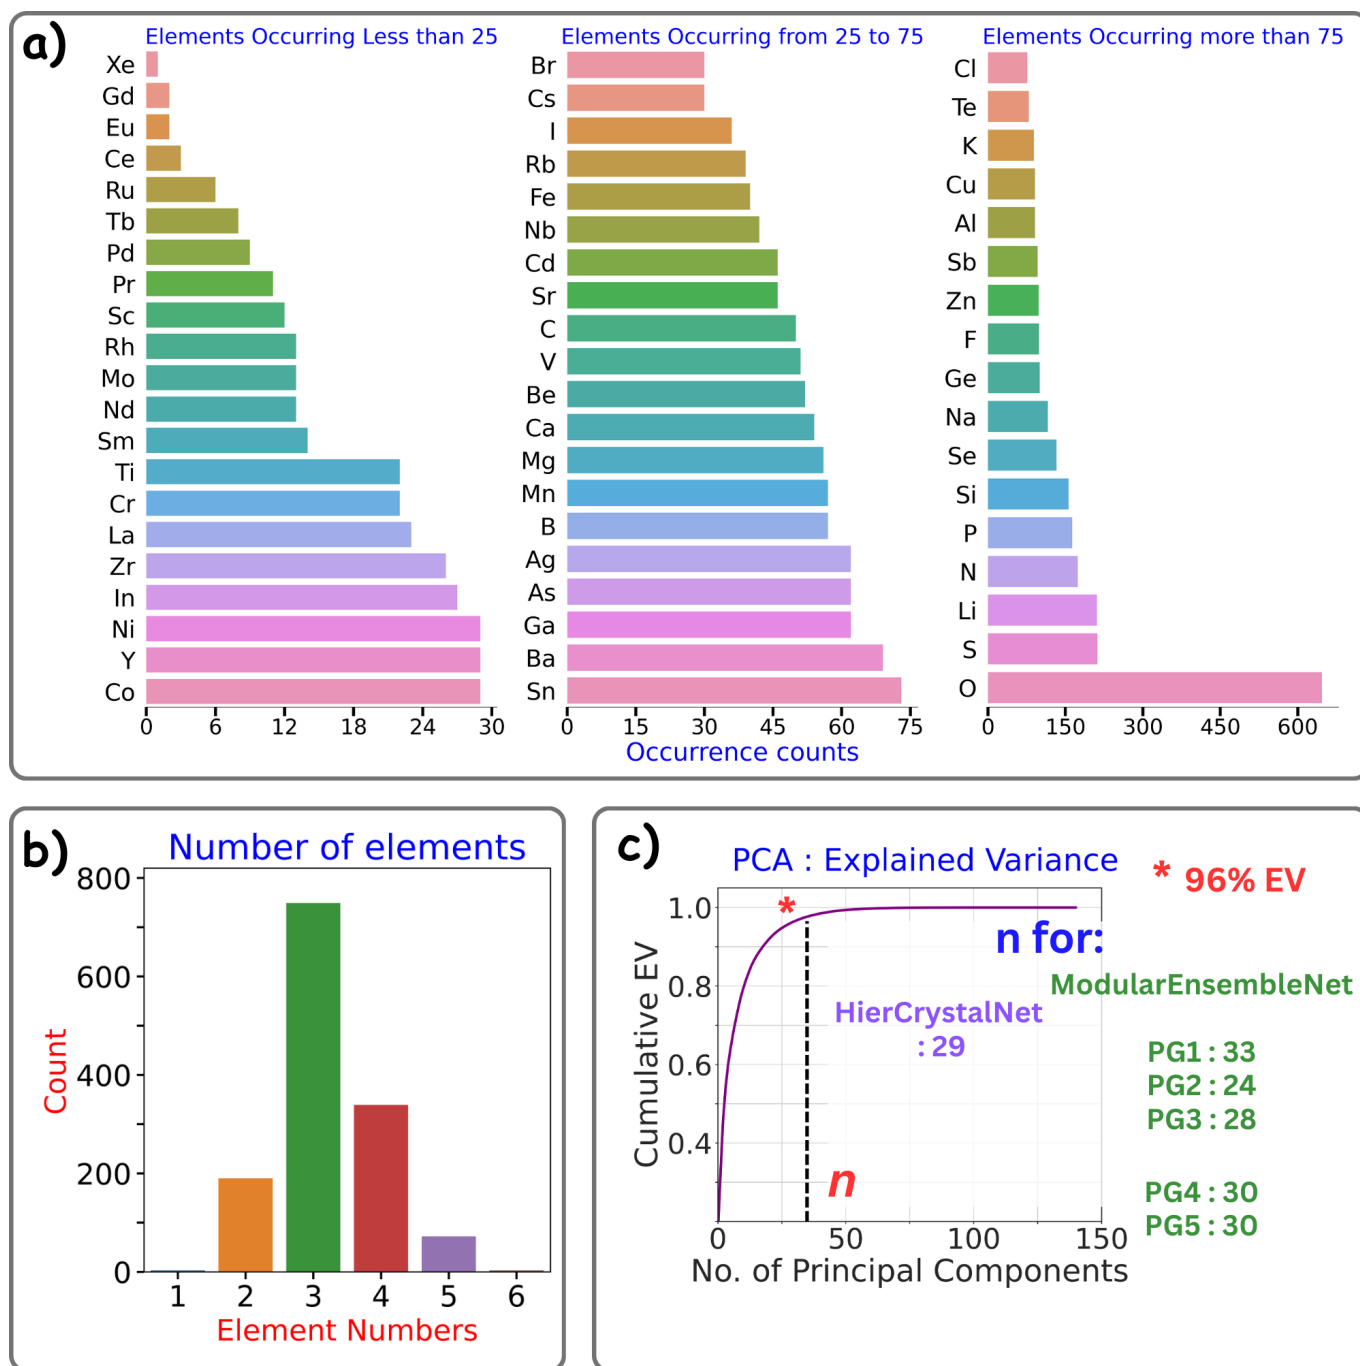 a)
Elements Occurring Less than 25
Xe
Gd
Eu
Ce
Ru
Tb
Pd
Pr
Sc
Rh
Mo
Nd
Sm
Ti
Cr
La
Zr
In
Ni
Y
Co
0 6 12 18 24 30
Elements Occurring from 25 to 75
Br
Cs
I
Rb
Fe
Nb
Cd
Sr
C
V
Be
Ca
Mg
Mn
B
Ag
As
Ga
Ba
Sn
0 15 30 45 60 75
Occurrence counts
Elements Occurring more than 75
Cl
Te
K
Cu
Al
Sb
Zn
F
Ge
Na
Se
Si
P
N
Li
S
O
0 150 300 450 600
b)
Number of elements
Count
800
600
400
200
0
1 2 3 4 5 6
Element Numbers
c)
PCA : Explained Variance
* 96% EV
Cumulative EV
1.0
0.8
0.6
0.4
*
n for:
ModularEnsembleNet
HierCrystalNet
: 29
PG1 : 33
PG2 : 24
PG3 : 28
PG4 : 30
PG5 : 30
n
0 50 100 150
No. of Principal Components